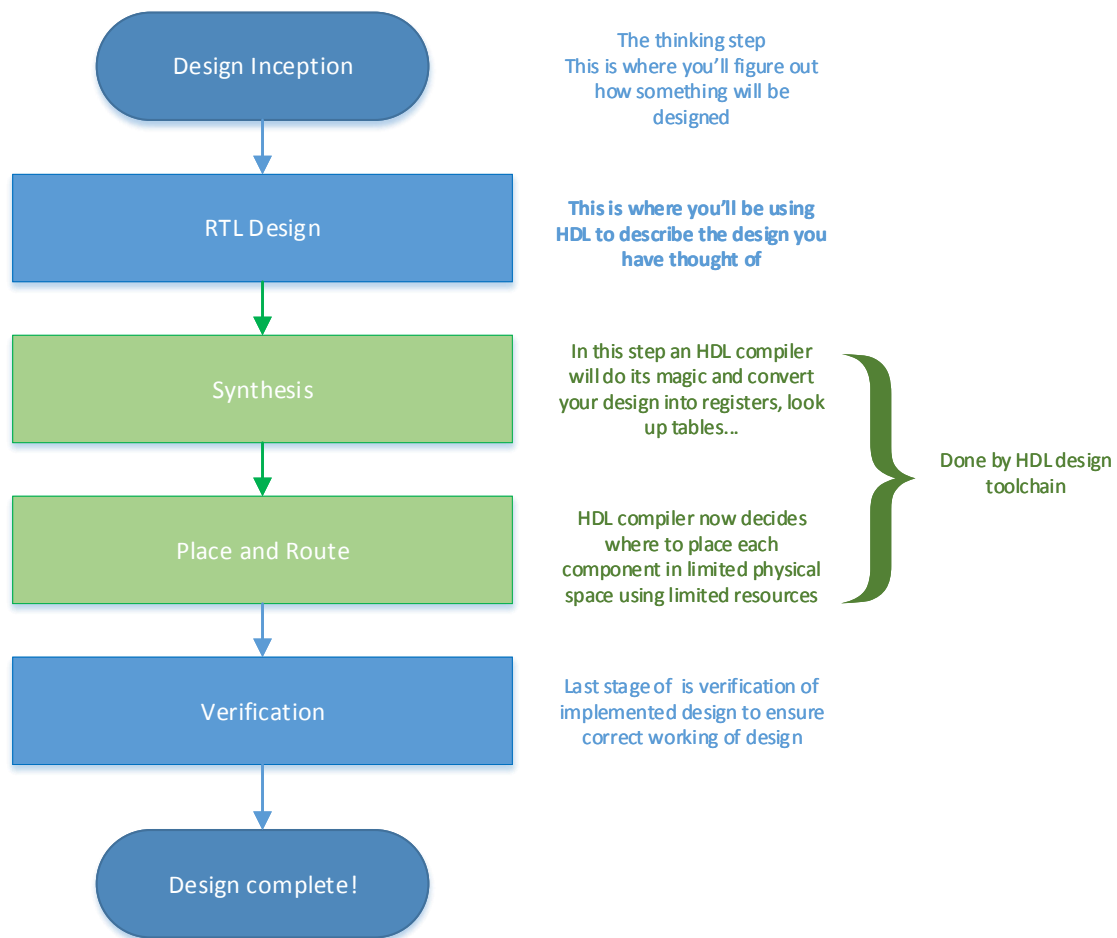 Design Inception
The thinking step
This is where you'll figure out
how something will be
designed
RTL Design
This is where you'll be using
HDL to describe the design you
have thought of
Synthesis
In this step an HDL compiler
will do its magic and convert
your design into registers, look
up tables...
Place and Route
HDL compiler now decides
where to place each
component in limited physical
space using limited resources
Done by HDL design
toolchain
Verification
Last stage of  is verification of
implemented design to ensure
correct working of design
Design complete!